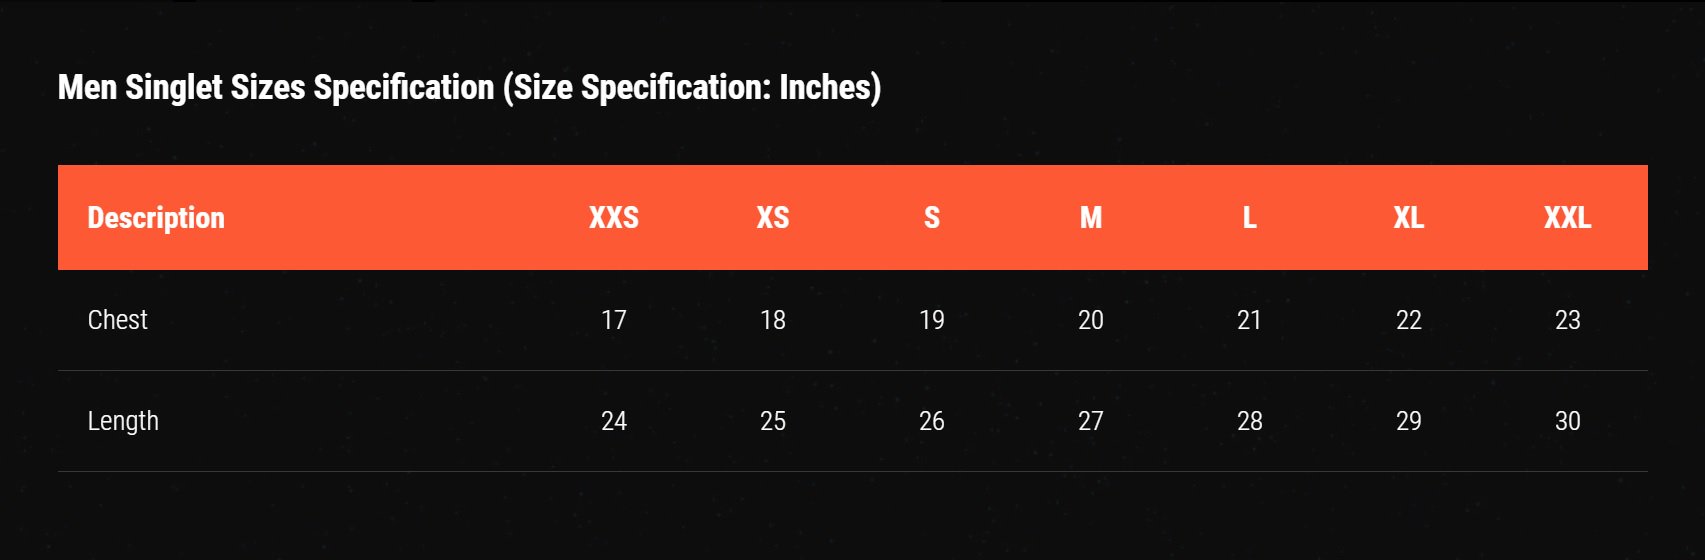 Men Singlet Sizes Specification (Size Specification: Inches)
Description XXS XS S M L XL XXL
Chest 17 18 19 20 21 22 23
Length 24 25 26 27 28 29 30